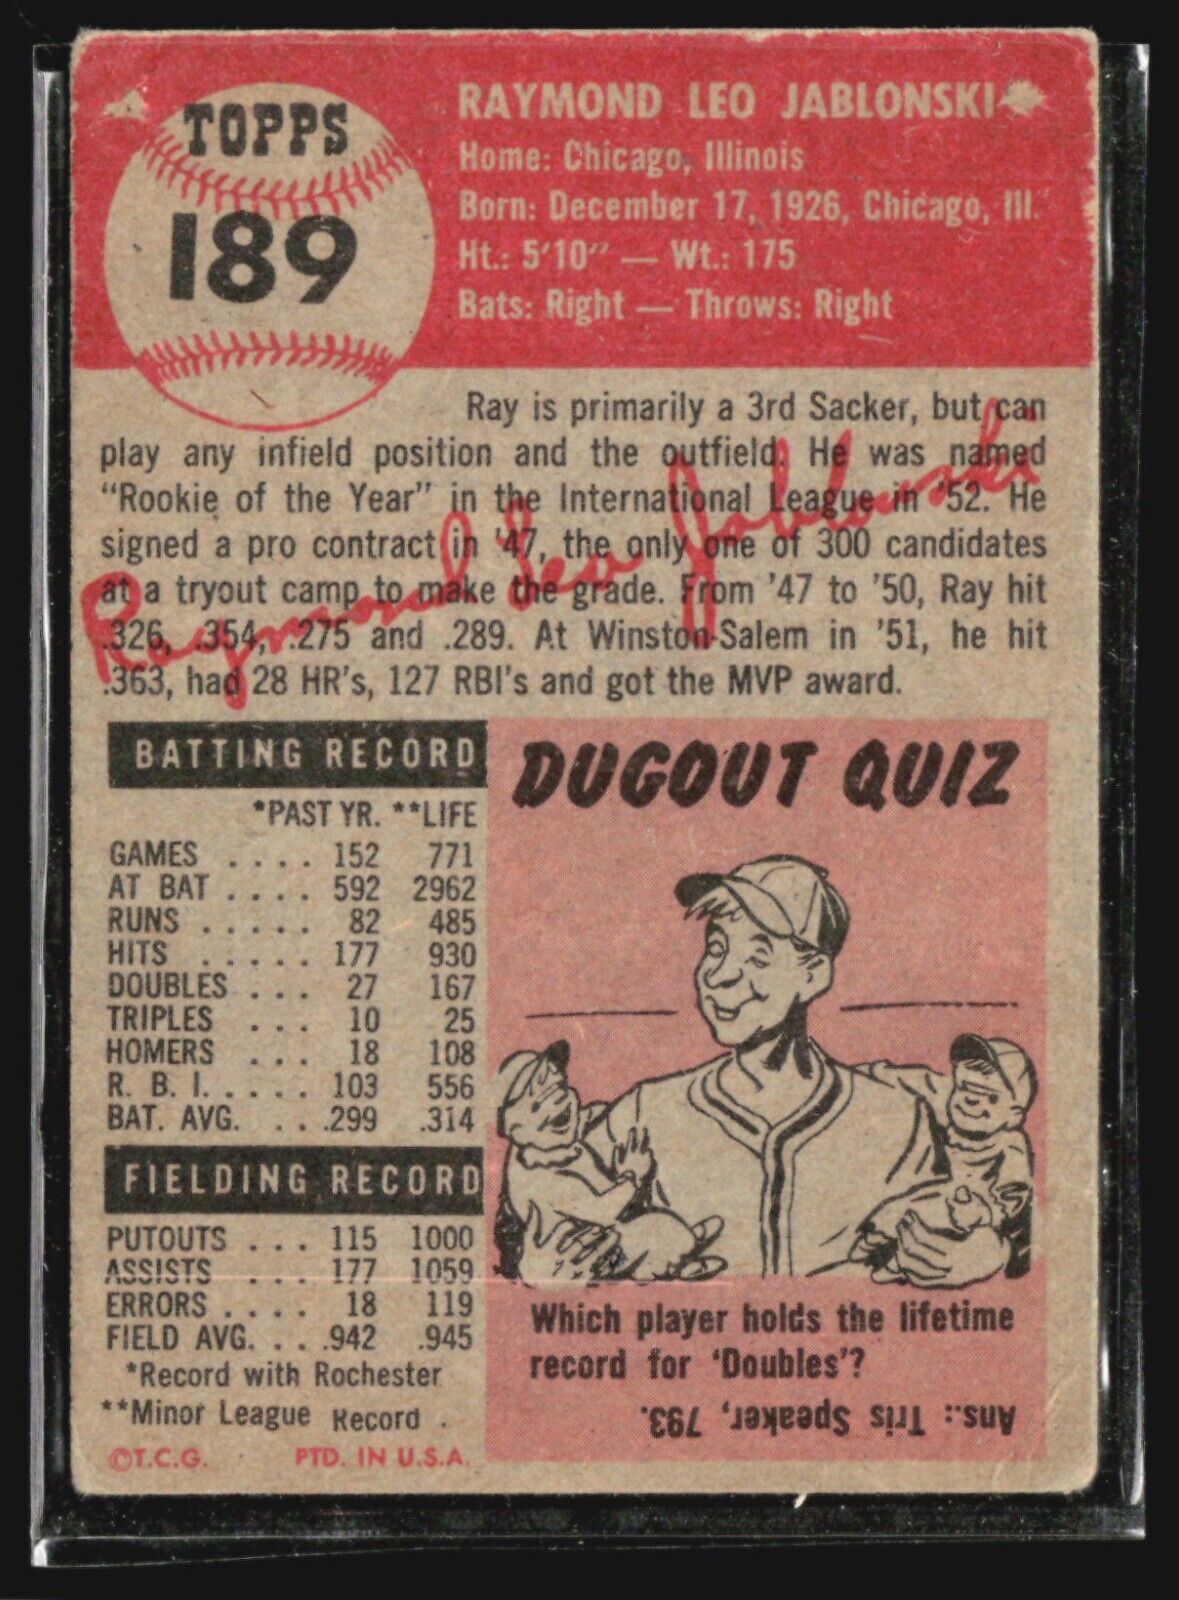 TOPPS
189
RAYMOND LEO JABLONSKI
Home: Chicago, Illinois
Born: December 17, 1926, Chicago, Ill.
Ht.: 5'10" — Wt.: 175
Bats: Right — Throws: Right
Ray is primarily a 3rd Sacker, but can
play any infield position and the outfield. He was named
"Rookie of the Year" in the International League in '52. He
signed a pro contract in '47, the only one of 300 candidates
at a tryout camp to make the grade. From '47 to '50, Ray hit
.326, .354, .275 and .289. At Winston-Salem in '51, he hit
.363, had 28 HR's, 127 RBI's and got the MVP award.
Raymond Leo Jablonski
BATTING RECORD
*PAST YR. **LIFE
GAMES .... 152 771
AT BAT .... 592 2962
RUNS ..... 82 485
HITS ..... 177 930
DOUBLES ... 27 167
TRIPLES ... 10 25
HOMERS ... 18 108
R. B. I. .... 103 556
BAT. AVG. ... .299 .314
FIELDING RECORD
PUTOUTS ... 115 1000
ASSISTS ... 177 1059
ERRORS .... 18 119
FIELD AVG. .. .942 .945
*Record with Rochester
**Minor League Record .
©T.C.G. PTD. IN U.S.A.
DUGOUT QUIZ
Which player holds the lifetime
record for 'Doubles'?
Ans.: Tris Speaker, 793.